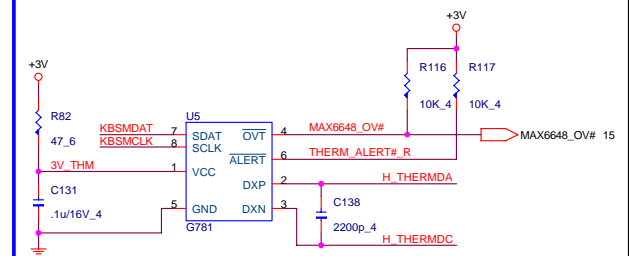 +3V
+3V
R116
R117
10K_4
10K_4
R82
47_6
U5
KBSMDAT 7 SDAT OVT 4 MAX6648_OV# MAX6648_OV# 15
KBSMCLK 8 SCLK
ALERT 6 THERM_ALERT#_R
3V_THM 1 VCC
DXP 2 H_THERMDA
C131
.1u/16V_4
C138
2200p_4
5 GND DXN 3
G781
H_THERMDC